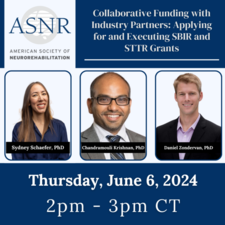 ASNR
AMERICAN SOCIETY OF
NEUROREHABILITATION
Collaborative Funding with
Industry Partners: Applying
for and Executing SBIR and
STTR Grants
Sydney Schaefer, PhD
Chandramouli Krishnan, PhD
Daniel Zondervan, PhD
Thursday, June 6, 2024
2pm - 3pm CT